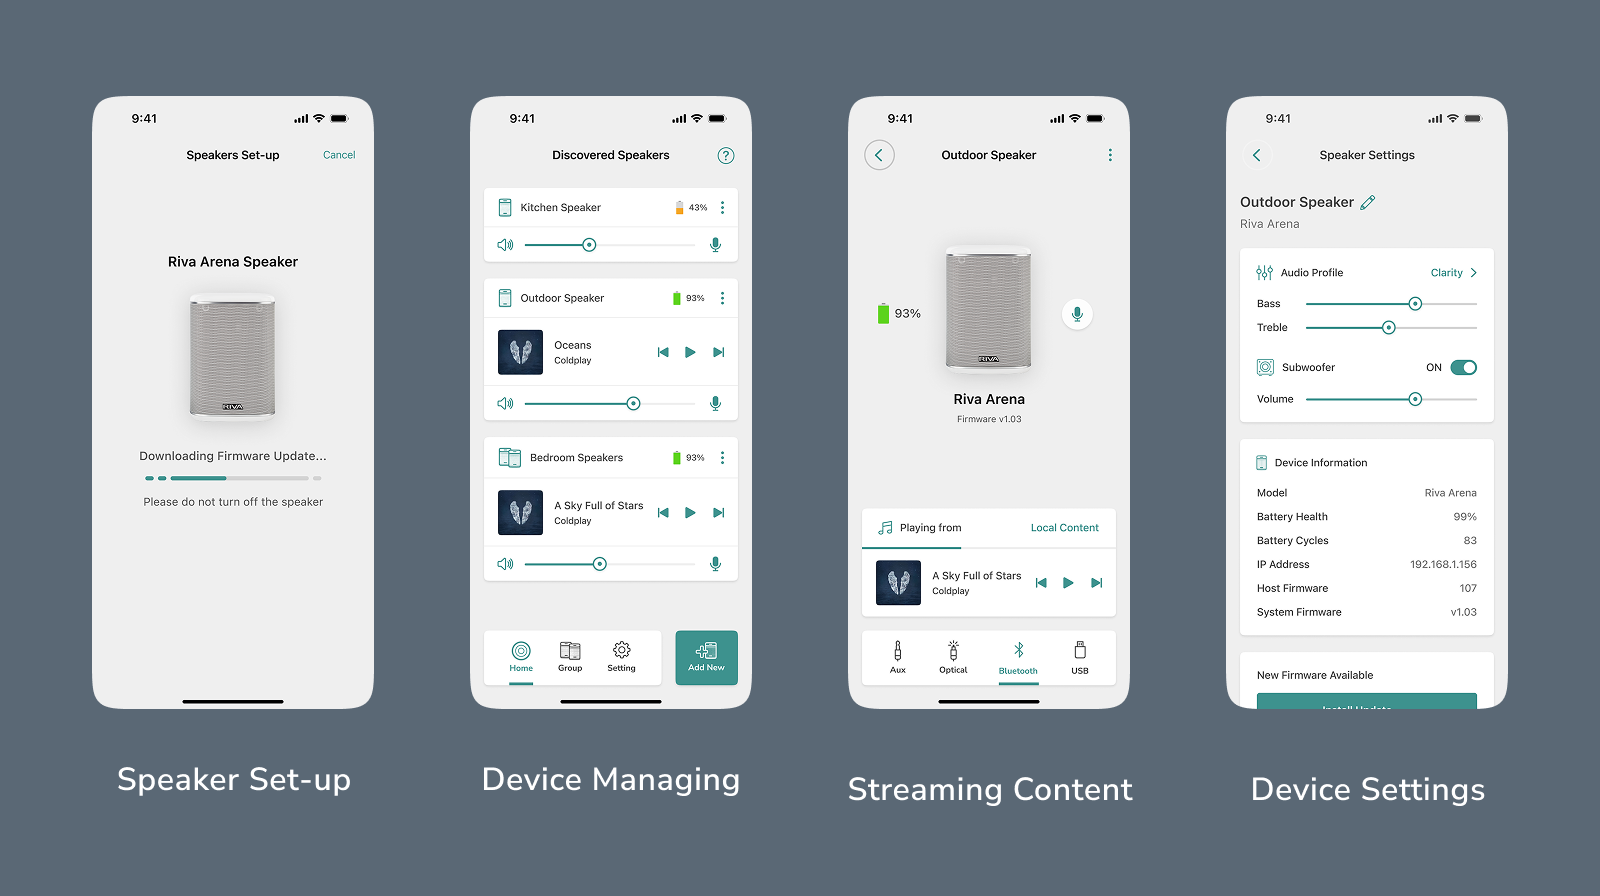 9:41
Speakers Set-up
Cancel
Riva Arena Speaker
RIVA
Downloading Firmware Update...
Please do not turn off the speaker
Speaker Set-up
9:41
Discovered Speakers
?
Kitchen Speaker
43%
Outdoor Speaker
93%
Oceans
Coldplay
Bedroom Speakers
93%
A Sky Full of Stars
Coldplay
Home
Group
Setting
Add New
Device Managing
9:41
Outdoor Speaker
93%
RIVA
Riva Arena
Firmware v1.03
Playing from
Local Content
A Sky Full of Stars
Coldplay
Aux
Optical
Bluetooth
USB
Streaming Content
9:41
Speaker Settings
Outdoor Speaker
Riva Arena
Audio Profile
Clarity
Bass
Treble
Subwoofer
ON
Volume
Device Information
Model
Riva Arena
Battery Health
99%
Battery Cycles
83
IP Address
192.168.1.156
Host Firmware
107
System Firmware
v1.03
New Firmware Available
Install Update
Device Settings